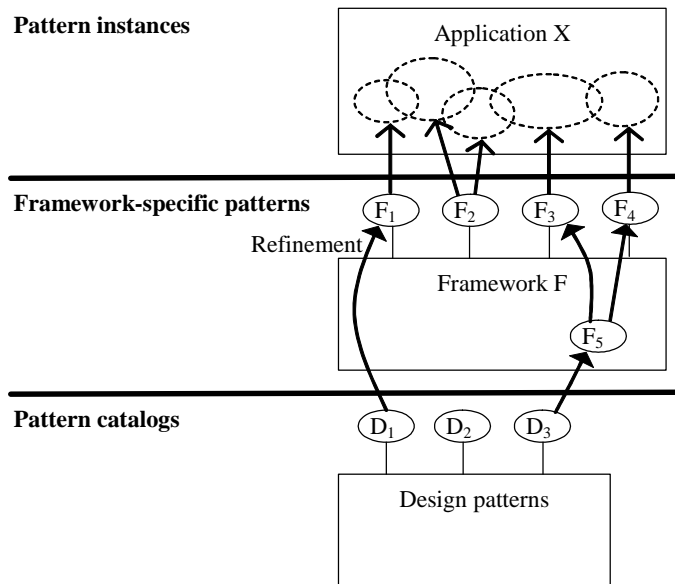 Pattern instances
Application X
Framework-specific patterns
F₁ F₂ F₃ F₄
Refinement
Framework F
F₅
Pattern catalogs
D₁ D₂ D₃
Design patterns